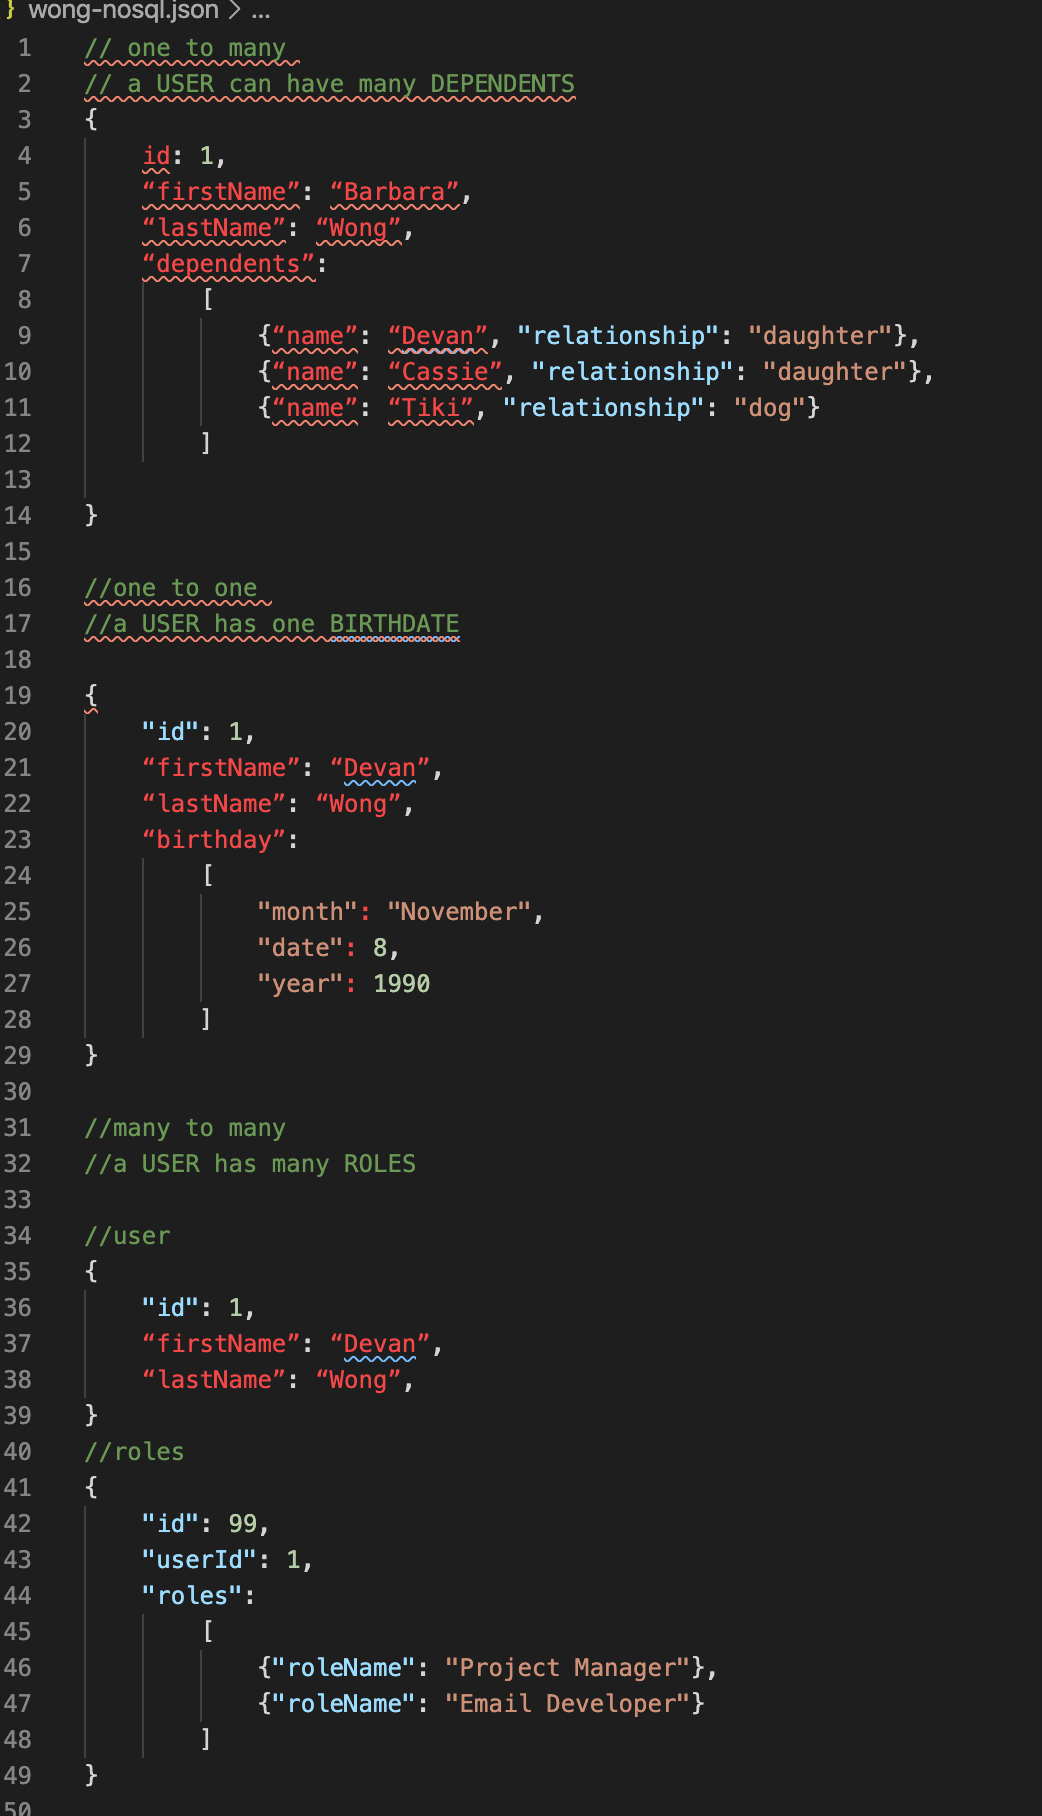 } wong-nosql.json > ...
1 // one to many
2 // a USER can have many DEPENDENTS
3 {
4 id: 1,
5 “firstName”: “Barbara”,
6 “lastName”: “Wong”,
7 “dependents”:
8 [
9 {“name”: “Devan”, "relationship": "daughter"},
10 {“name”: “Cassie”, "relationship": "daughter"},
11 {“name”: “Tiki”, "relationship": "dog"}
12 ]
13
14 }
15
16 //one to one
17 //a USER has one BIRTHDATE
18
19 {
20 "id": 1,
21 “firstName”: “Devan”,
22 “lastName”: “Wong”,
23 “birthday”:
24 [
25 "month": "November",
26 "date": 8,
27 "year": 1990
28 ]
29 }
30
31 //many to many
32 //a USER has many ROLES
33
34 //user
35 {
36 "id": 1,
37 “firstName”: “Devan”,
38 “lastName”: “Wong”,
39 }
40 //roles
41 {
42 "id": 99,
43 "userId": 1,
44 "roles":
45 [
46 {"roleName": "Project Manager"},
47 {"roleName": "Email Developer"}
48 ]
49 }
50